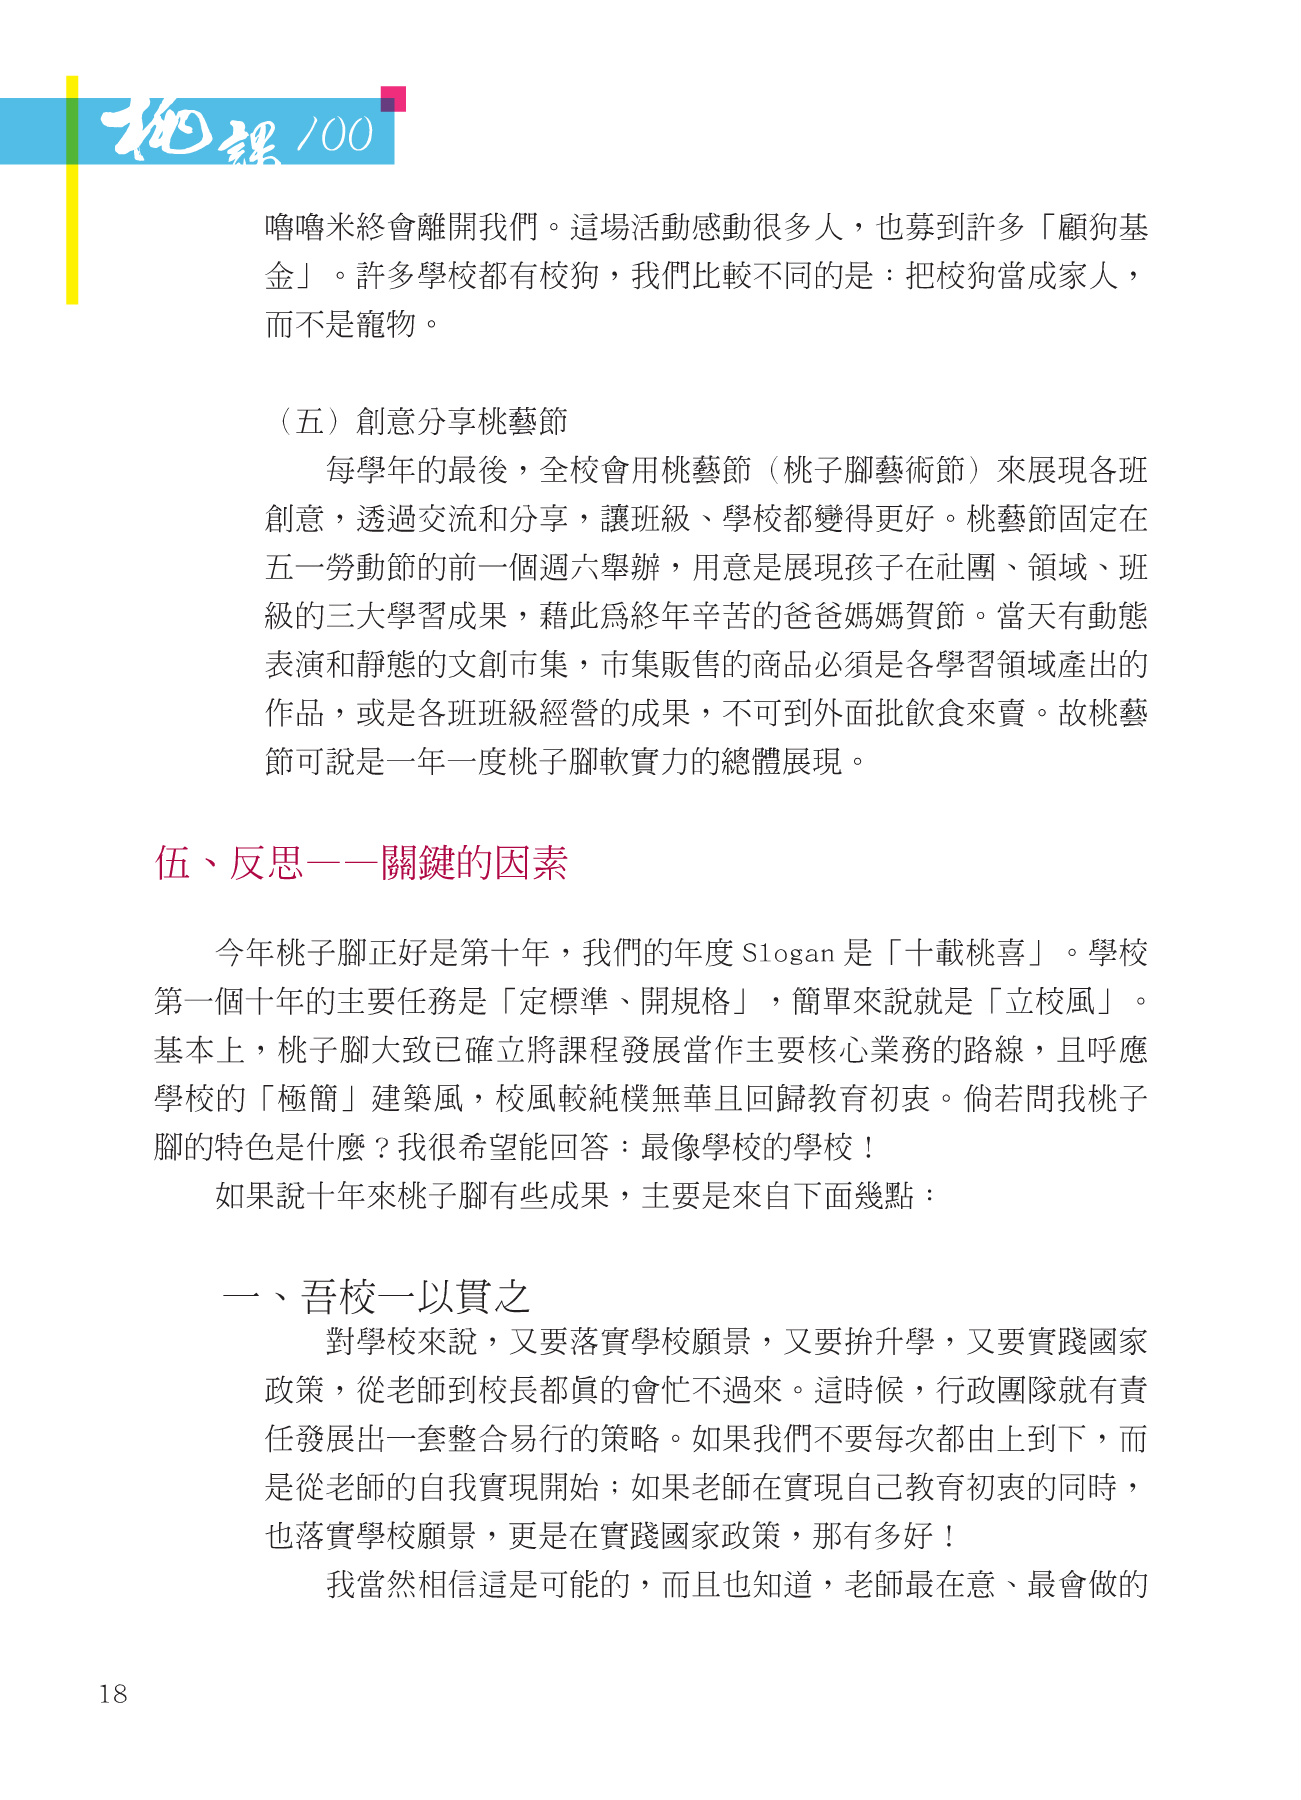 桃課100
嚕嚕米終會離開我們。這場活動感動很多人，也募到許多「顧狗基
金」。許多學校都有校狗，我們比較不同的是：把校狗當成家人，
而不是寵物。
（五）創意分享桃藝節
每學年的最後，全校會用桃藝節（桃子腳藝術節）來展現各班
創意，透過交流和分享，讓班級、學校都變得更好。桃藝節固定在
五一勞動節的前一個週六舉辦，用意是展現孩子在社團、領域、班
級的三大學習成果，藉此為終年辛苦的爸爸媽媽賀節。當天有動態
表演和靜態的文創市集，市集販售的商品必須是各學習領域產出的
作品，或是各班班級經營的成果，不可到外面批飲食來賣。故桃藝
節可說是一年一度桃子腳軟實力的總體展現。
伍、反思——關鍵的因素
今年桃子腳正好是第十年，我們的年度 Slogan 是「十載桃喜」。學校
第一個十年的主要任務是「定標準、開規格」，簡單來說就是「立校風」。
基本上，桃子腳大致已確立將課程發展當作主要核心業務的路線，且呼應
學校的「極簡」建築風，校風較純樸無華且回歸教育初衷。倘若問我桃子
腳的特色是什麼？我很希望能回答：最像學校的學校！
如果說十年來桃子腳有些成果，主要是來自下面幾點：
一、吾校一以貫之
對學校來說，又要落實學校願景，又要拚升學，又要實踐國家
政策，從老師到校長都真的會忙不過來。這時候，行政團隊就有責
任發展出一套整合易行的策略。如果我們不要每次都由上到下，而
是從老師的自我實現開始；如果老師在實現自己教育初衷的同時，
也落實學校願景，更是在實踐國家政策，那有多好！
我當然相信這是可能的，而且也知道，老師最在意、最會做的
18